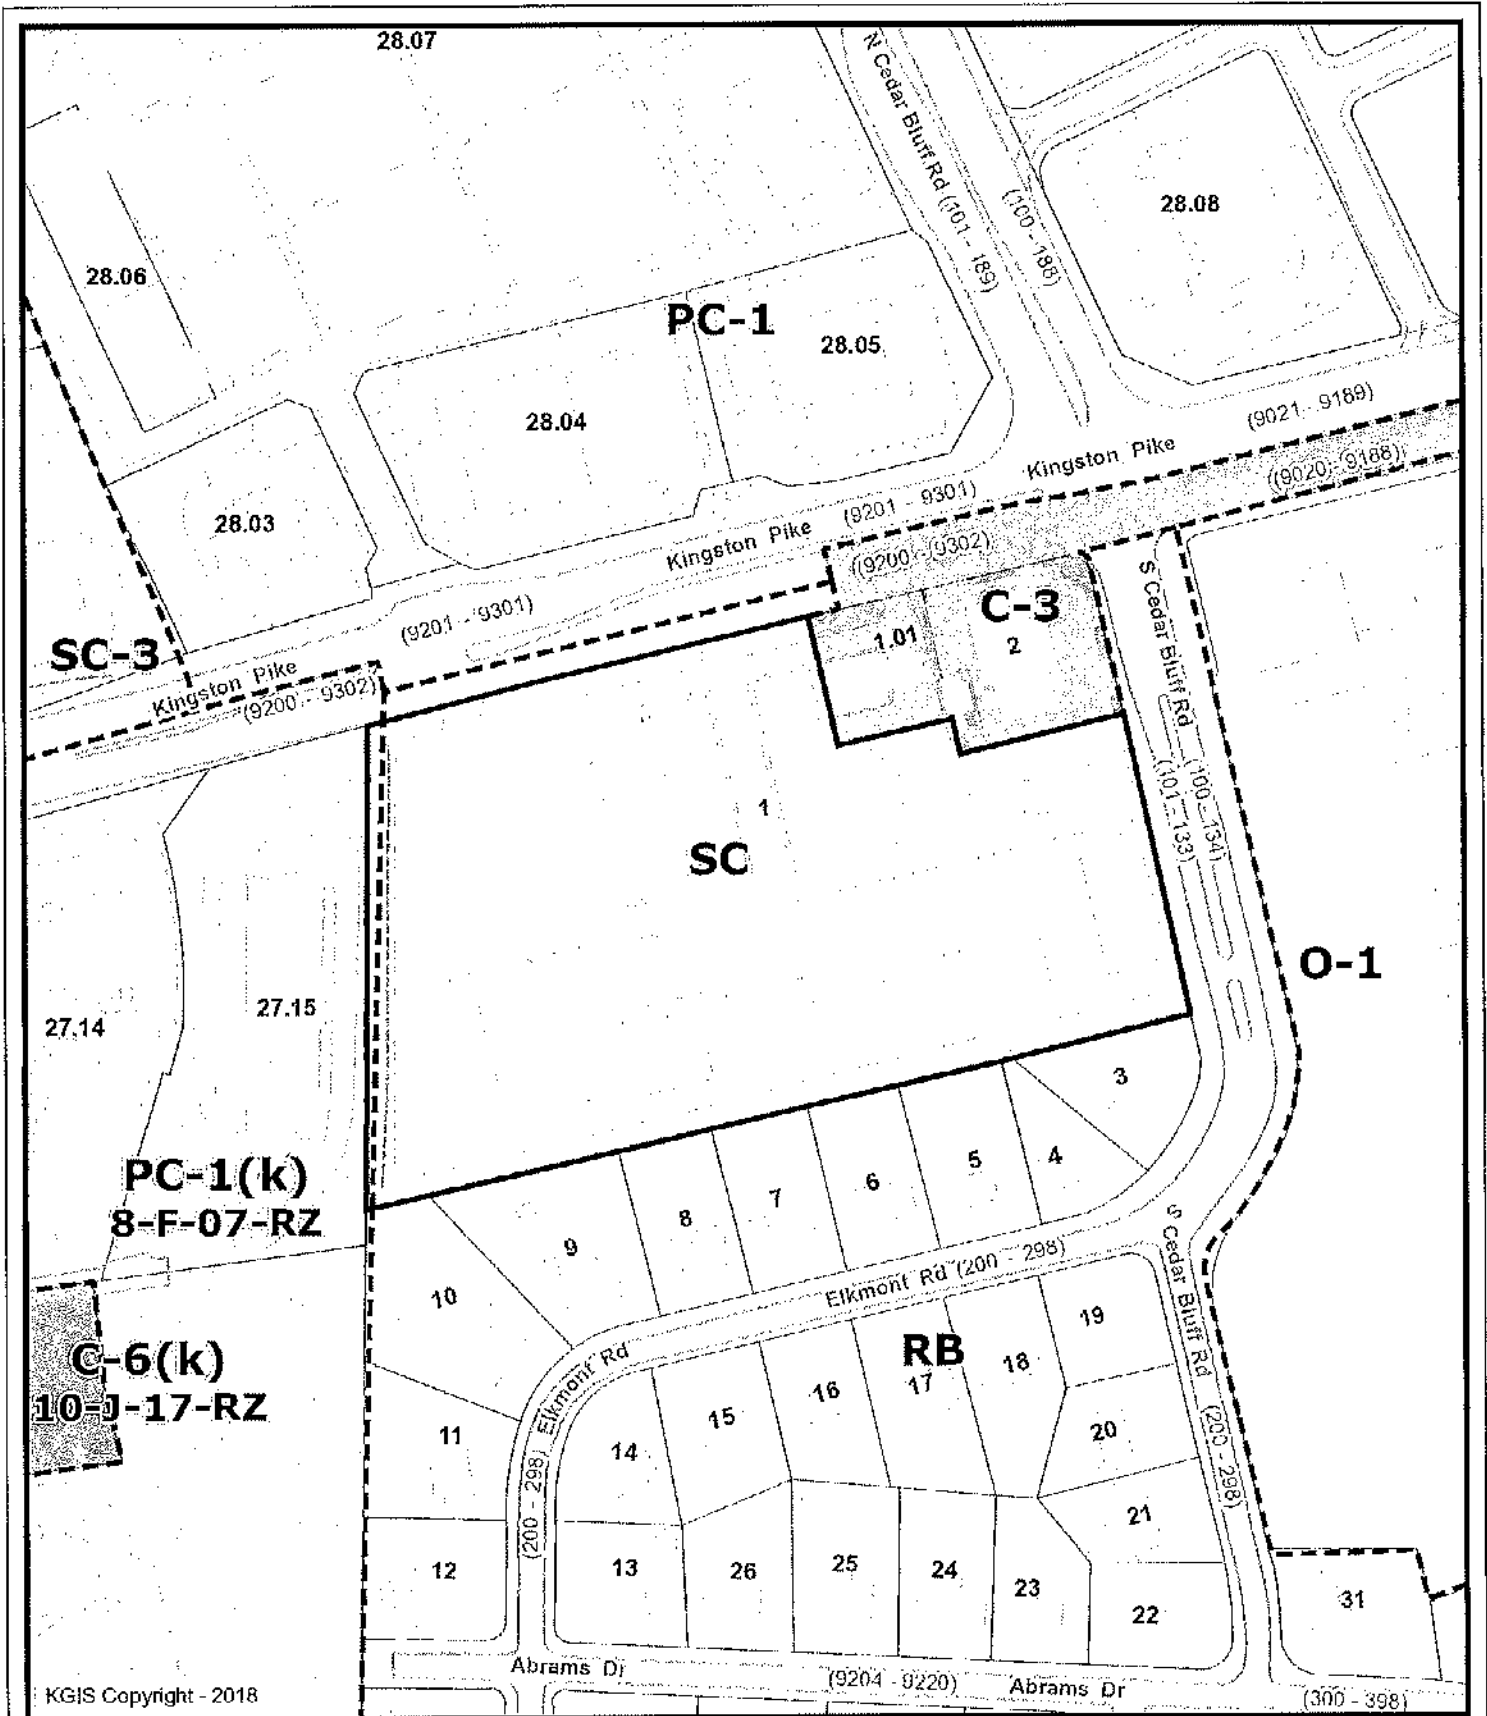 28.07
N Cedar Bluff Rd (101 - 189)
(100 - 188)
28.08
28.06
PC-1
28.05
28.04
(9021 - 9189)
Kingston Pike
(9020 - 9188)
28.03
(9201 - 9301)
Kingston Pike
(9200 - 9302)
C-3
1.01
2
S Cedar Bluff Rd
(9201 - 9301)
SC-3
Kingston Pike
(9200 - 9302)
(100 - 134)
(101 - 133)
1
SC
O-1
27.14
27.15
3
4
5
6
7
8
9
10
PC-1(k)
8-F-07-RZ
S Cedar Bluff Rd (200 - 298)
Elkmont Rd (200 - 298)
C-6(k)
10-J-17-RZ
RB
19
18
17
16
15
20
11
(200 - 298) Elkmont Rd
14
21
12
13
26
25
24
23
22
31
Abrams Dr
(9204 - 9220)
Abrams Dr
(300 - 398)
KGIS Copyright - 2018